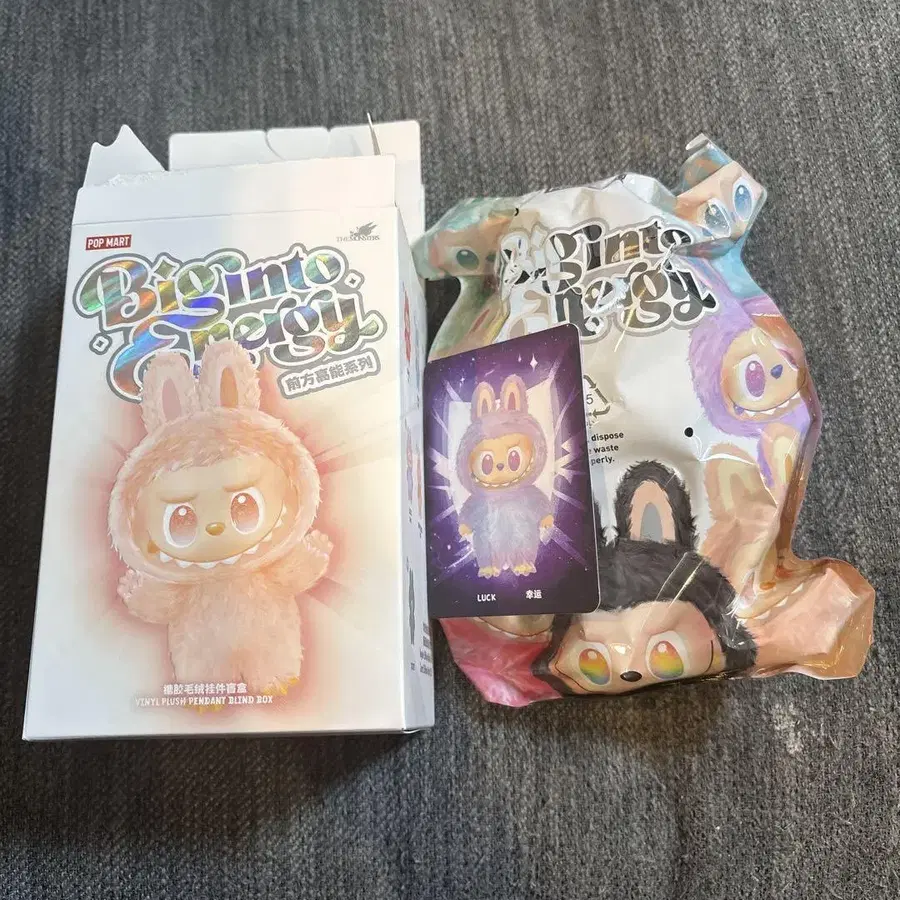 POP MART
THE MONSTERS
Big into
Energy
前方高能系列
搪胶毛绒挂件盲盒
VINYL PLUSH PENDANT BLIND BOX
Big into
Energy
dispose
waste
perly.
LUCK 幸运